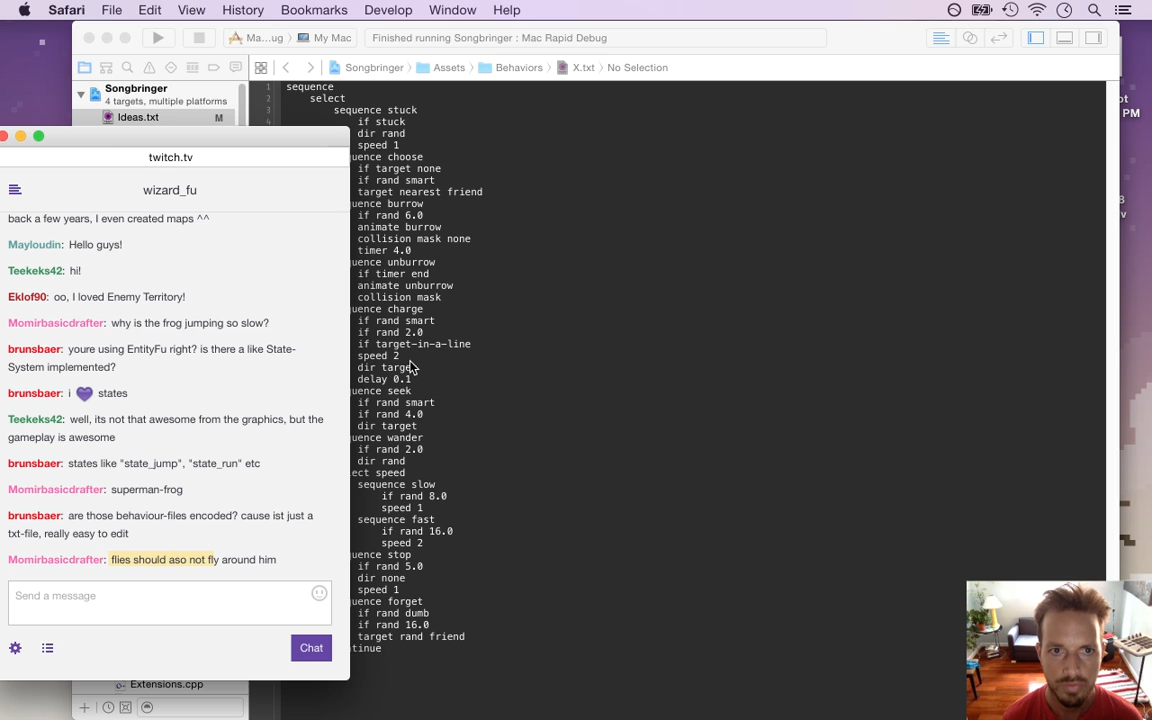 Safari File Edit View History Bookmarks Develop Window Help
Ma...ug My Mac
Finished running Songbringer : Mac Rapid Debug
Songbringer Assets Behaviors X.txt No Selection
Songbringer
4 targets, multiple platforms
Ideas.txt M
1 sequence
2 select
3 sequence stuck
4 if stuck
dir rand
speed 1
uence choose
if target none
if rand smart
target nearest friend
uence burrow
if rand 6.0
animate burrow
collision mask none
timer 4.0
uence unburrow
if timer end
animate unburrow
collision mask
uence charge
if rand smart
if rand 2.0
if target-in-a-line
speed 2
dir target
delay 0.1
uence seek
if rand smart
if rand 4.0
dir target
uence wander
if rand 2.0
dir rand
ect speed
sequence slow
if rand 8.0
speed 1
sequence fast
if rand 16.0
speed 2
uence stop
if rand 5.0
dir none
speed 1
uence forget
if rand dumb
if rand 16.0
target rand friend
tinue
twitch.tv
wizard_fu
back a few years, I even created maps ^^
Mayloudin: Hello guys!
Teekeks42: hi!
Eklof90: oo, I loved Enemy Territory!
Momirbasicdrafter: why is the frog jumping so slow?
brunsbaer: youre using EntityFu right? is there a like State-
System implemented?
brunsbaer: i states
Teekeks42: well, its not that awesome from the graphics, but the
gameplay is awesome
brunsbaer: states like "state_jump", "state_run" etc
Momirbasicdrafter: superman-frog
brunsbaer: are those behaviour-files encoded? cause ist just a
txt-file, really easy to edit
Momirbasicdrafter: flies should aso not fly around him
Send a message
Chat
Extensions.cpp
ot
PM
8
v